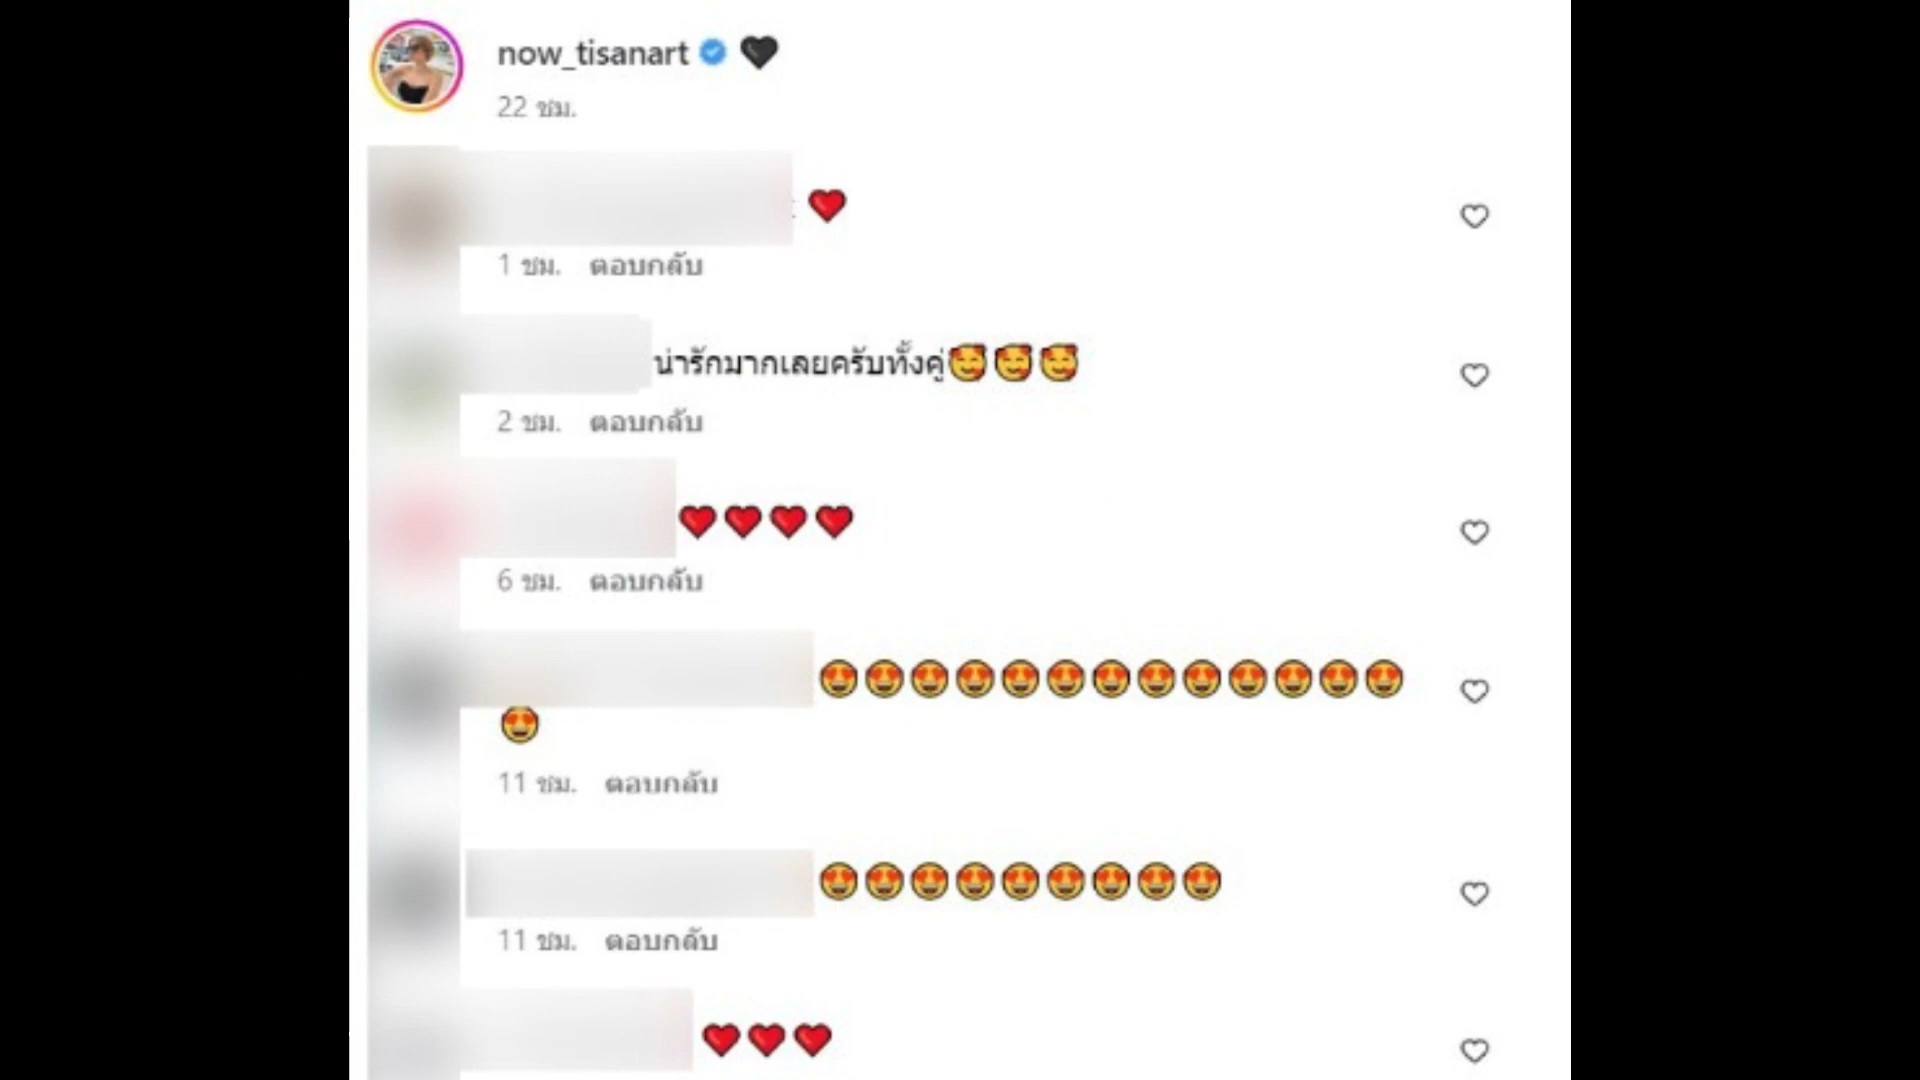 now_tisanart 🖤
22 ชม.
❤️
1 ชม. ตอบกลับ
น่ารักมากเลยครับทั้งคู่🥰🥰🥰
2 ชม. ตอบกลับ
❤️❤️❤️❤️
6 ชม. ตอบกลับ
😍😍😍😍😍😍😍😍😍😍😍😍😍
😍
11 ชม. ตอบกลับ
😍😍😍😍😍😍😍😍😍
11 ชม. ตอบกลับ
❤️❤️❤️